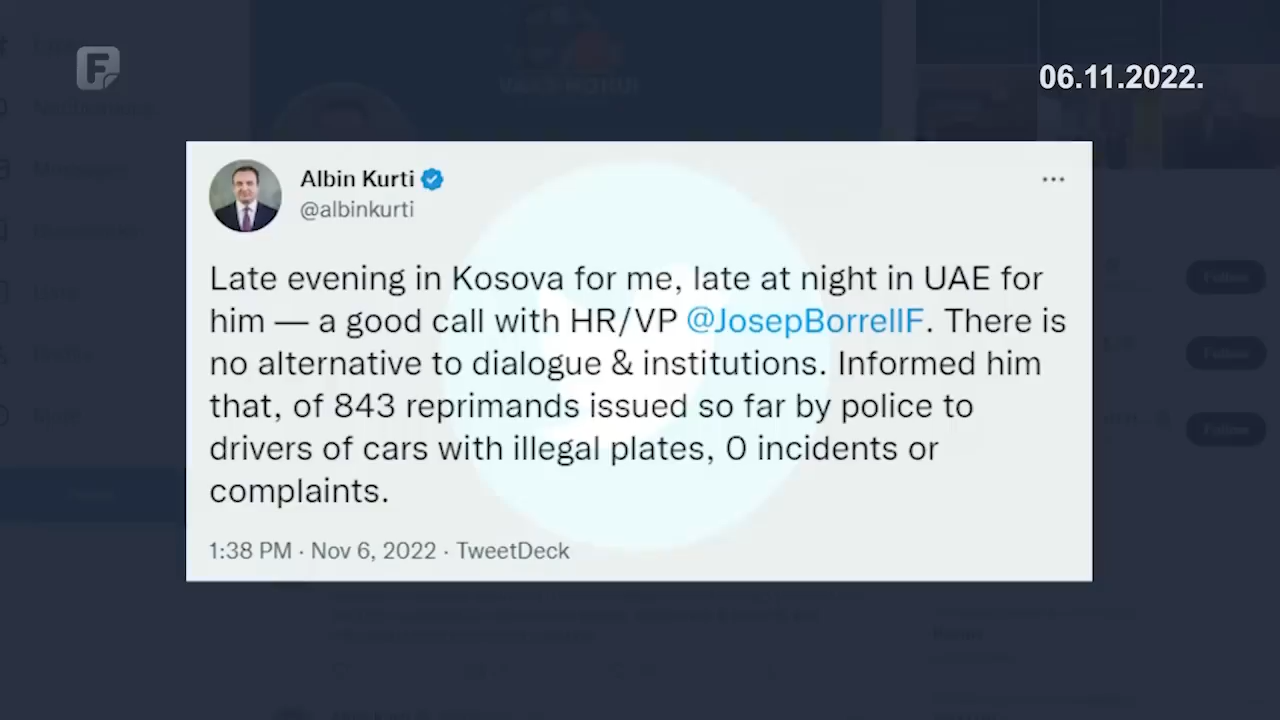 F
06.11.2022.
Albin Kurti
@albinkurti
Late evening in Kosova for me, late at night in UAE for
him — a good call with HR/VP @JosepBorrellF. There is
no alternative to dialogue & institutions. Informed him
that, of 843 reprimands issued so far by police to
drivers of cars with illegal plates, 0 incidents or
complaints.
1:38 PM · Nov 6, 2022 · TweetDeck
Follow
Follow
Follow